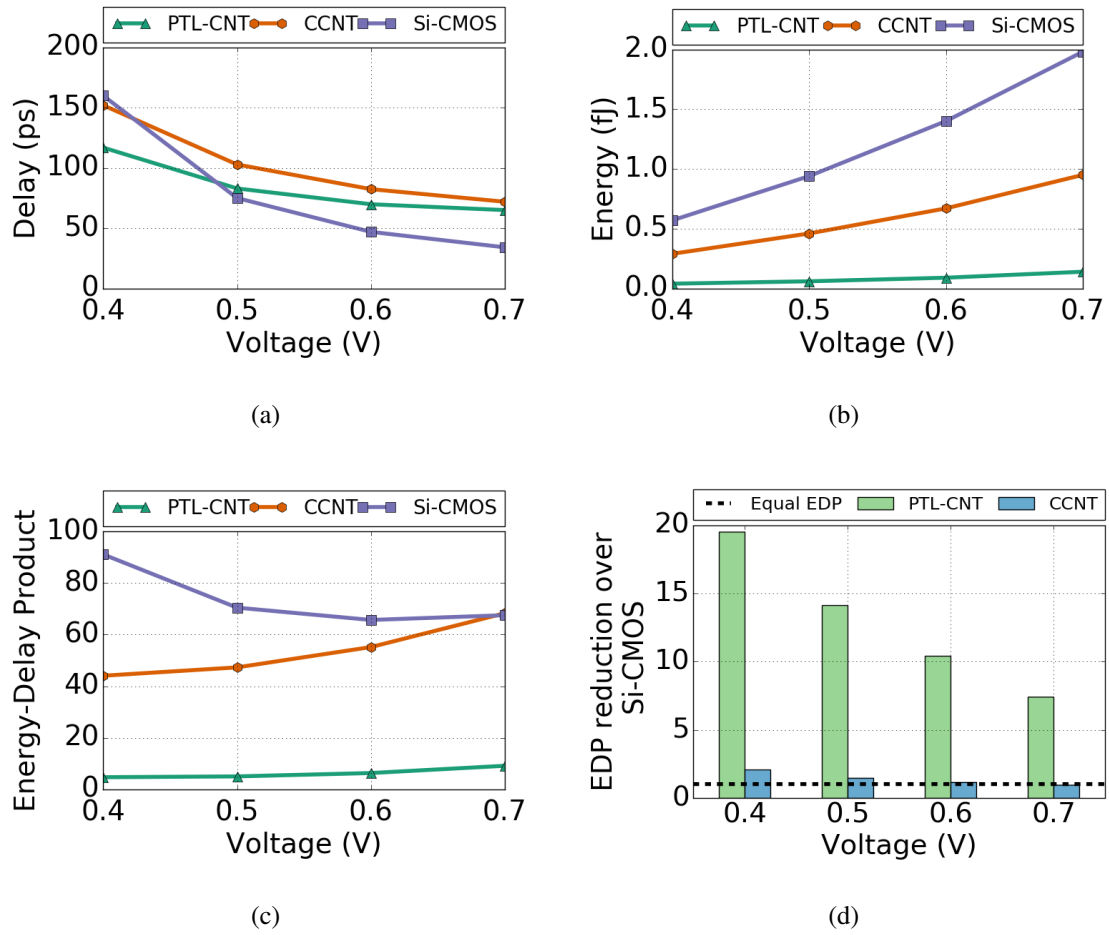 PTL-CNT CCNT Si-CMOS
200
150
100
50
0
0.4 0.5 0.6 0.7
Delay (ps)
Voltage (V)
(a)
PTL-CNT CCNT Si-CMOS
2.0
1.5
1.0
0.5
0.0
0.4 0.5 0.6 0.7
Energy (fJ)
Voltage (V)
(b)
PTL-CNT CCNT Si-CMOS
100
80
60
40
20
0
0.4 0.5 0.6 0.7
Energy-Delay Product
Voltage (V)
(c)
Equal EDP PTL-CNT CCNT
20
15
10
5
0
0.4 0.5 0.6 0.7
EDP reduction over
Si-CMOS
Voltage (V)
(d)